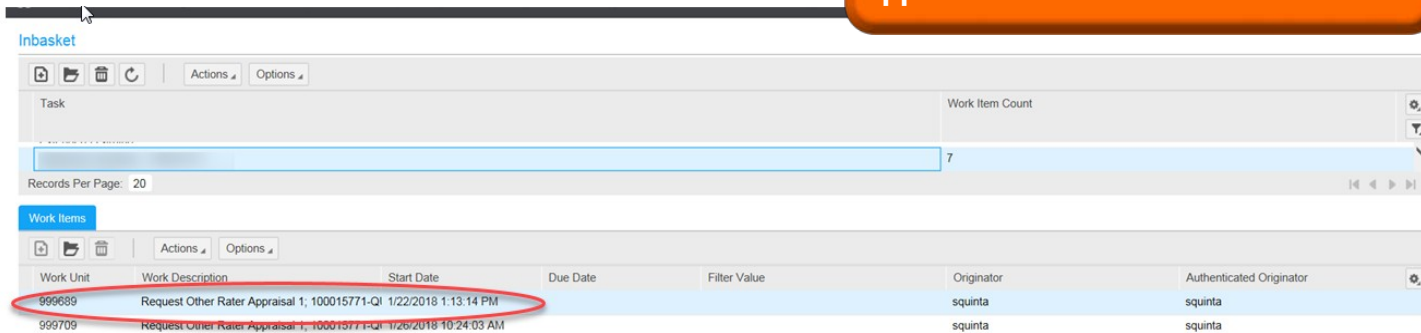 Inbasket
Actions Options
Task Work Item Count
7
Records Per Page: 20
Work Items
Actions Options
Work Unit Work Description Start Date Due Date Filter Value Originator Authenticated Originator
999689 Request Other Rater Appraisal 1; 100015771-QU 1/22/2018 1:13:14 PM squinta squinta
999709 Request Other Rater Appraisal 1; 100015771-QU 1/26/2018 10:24:03 AM squinta squinta